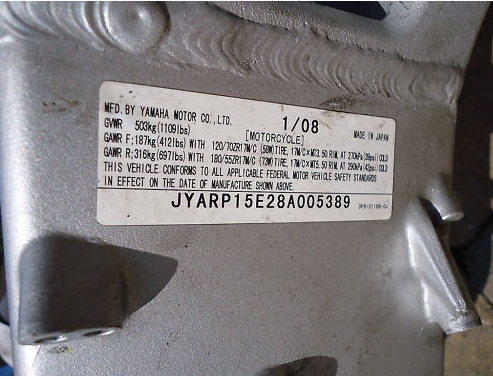 MFD. BY YAMAHA MOTOR CO., LTD. 1/08
GVWR 503kg(1109lbs) [MOTORCYCLE] MADE IN JAPAN
GAWR F;187kg(412lbs)WITH 120/70ZR17M/C (58W)TIRE, 17M/C×MT3.50 RIM, AT 270kPa(39psi)COLD
GAWR R;316kg(697lbs)WITH 180/55ZR17M/C (73W)TIRE, 17M/C×MT5.50 RIM, AT 290kPa(42psi)COLD
THIS VEHICLE CONFORMS TO ALL APPLICABLE FEDERAL MOTOR VEHICLE SAFETY STANDARDS
IN EFFECT ON THE DATE OF MANUFACTURE SHOWN ABOVE.
JYARP15E28A005389